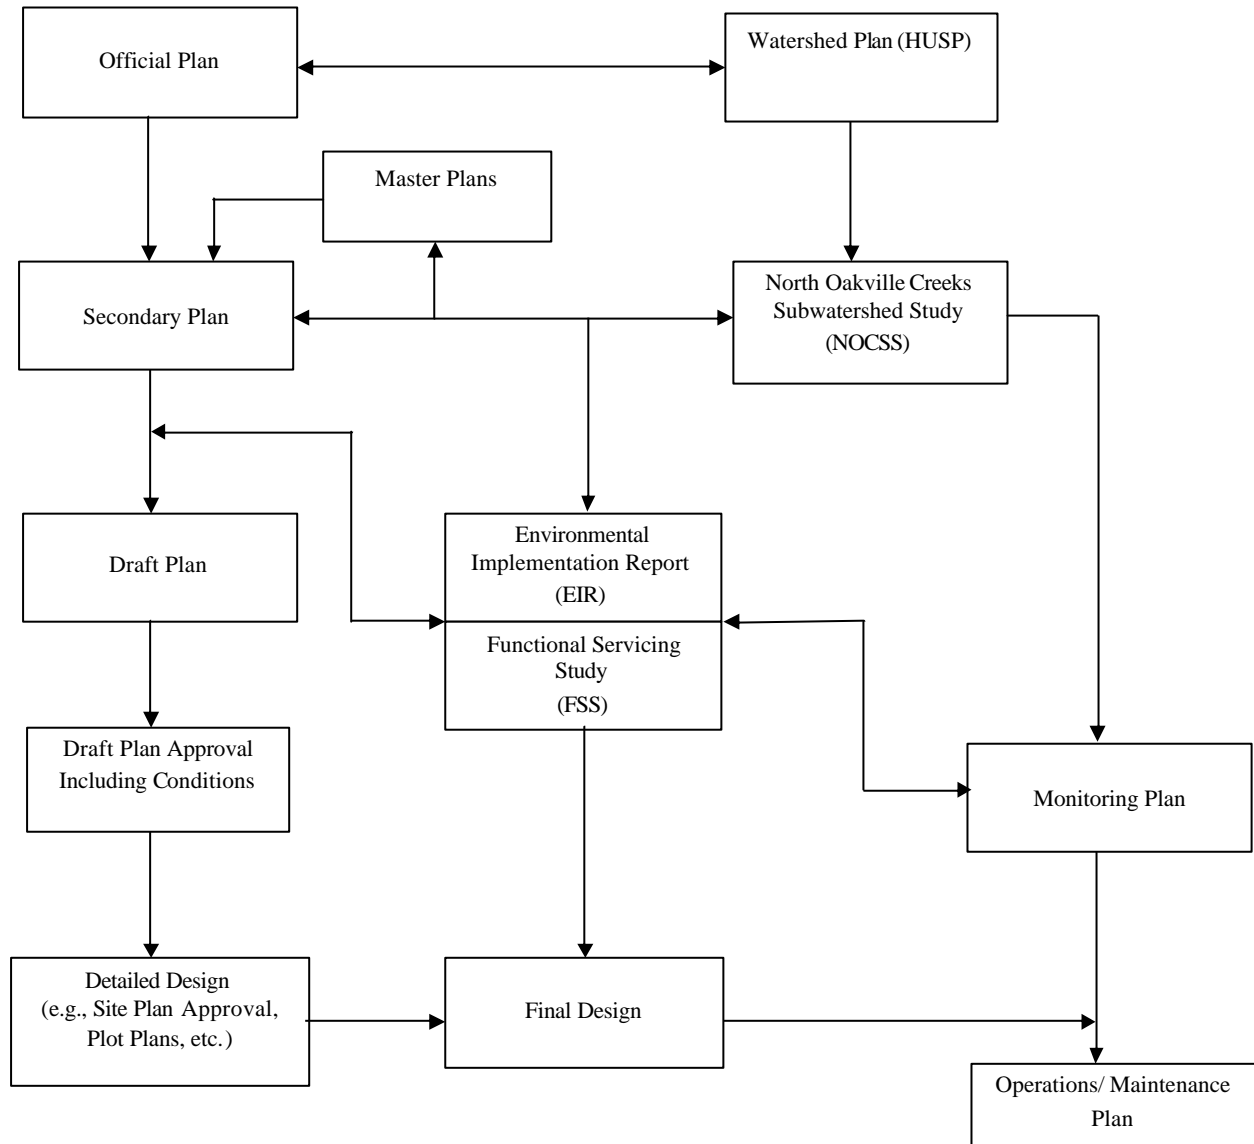 Official Plan
Watershed Plan (HUSP)
Master Plans
Secondary Plan
North Oakville Creeks
Subwatershed Study
(NOCSS)
Draft Plan
Environmental
Implementation Report
(EIR)
Functional Servicing
Study
(FSS)
Draft Plan Approval
Including Conditions
Monitoring Plan
Detailed Design
(e.g., Site Plan Approval,
Plot Plans, etc.)
Final Design
Operations/ Maintenance
Plan